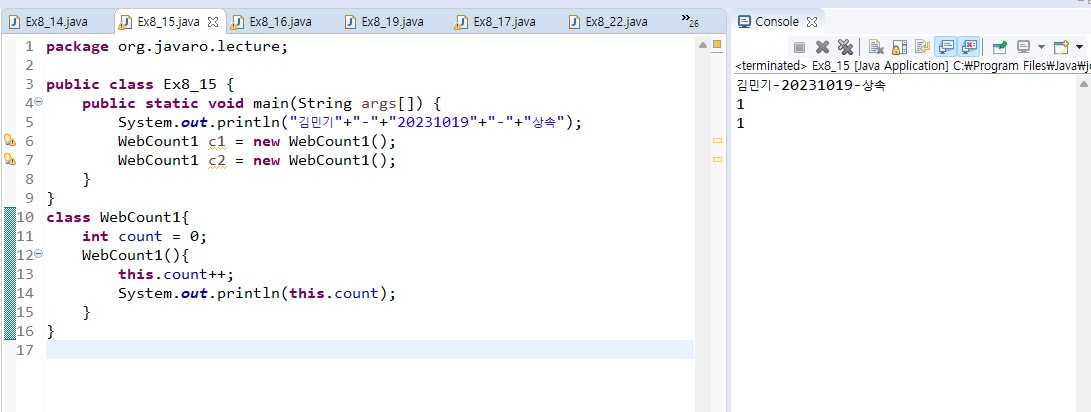 Ex8_14.java Ex8_15.java Ex8_16.java Ex8_19.java Ex8_17.java Ex8_22.java »26
1 package org.javaro.lecture;
2
3 public class Ex8_15 {
4 public static void main(String args[]) {
5 System.out.println("김민기"+"-"+"20231019"+"-"+"상속");
6 WebCount1 c1 = new WebCount1();
7 WebCount1 c2 = new WebCount1();
8 }
9 }
10 class WebCount1{
11 int count = 0;
12 WebCount1(){
13 this.count++;
14 System.out.println(this.count);
15 }
16 }
17
Console
<terminated> Ex8_15 [Java Application] C:₩Program Files₩Java₩
김민기-20231019-상속
1
1